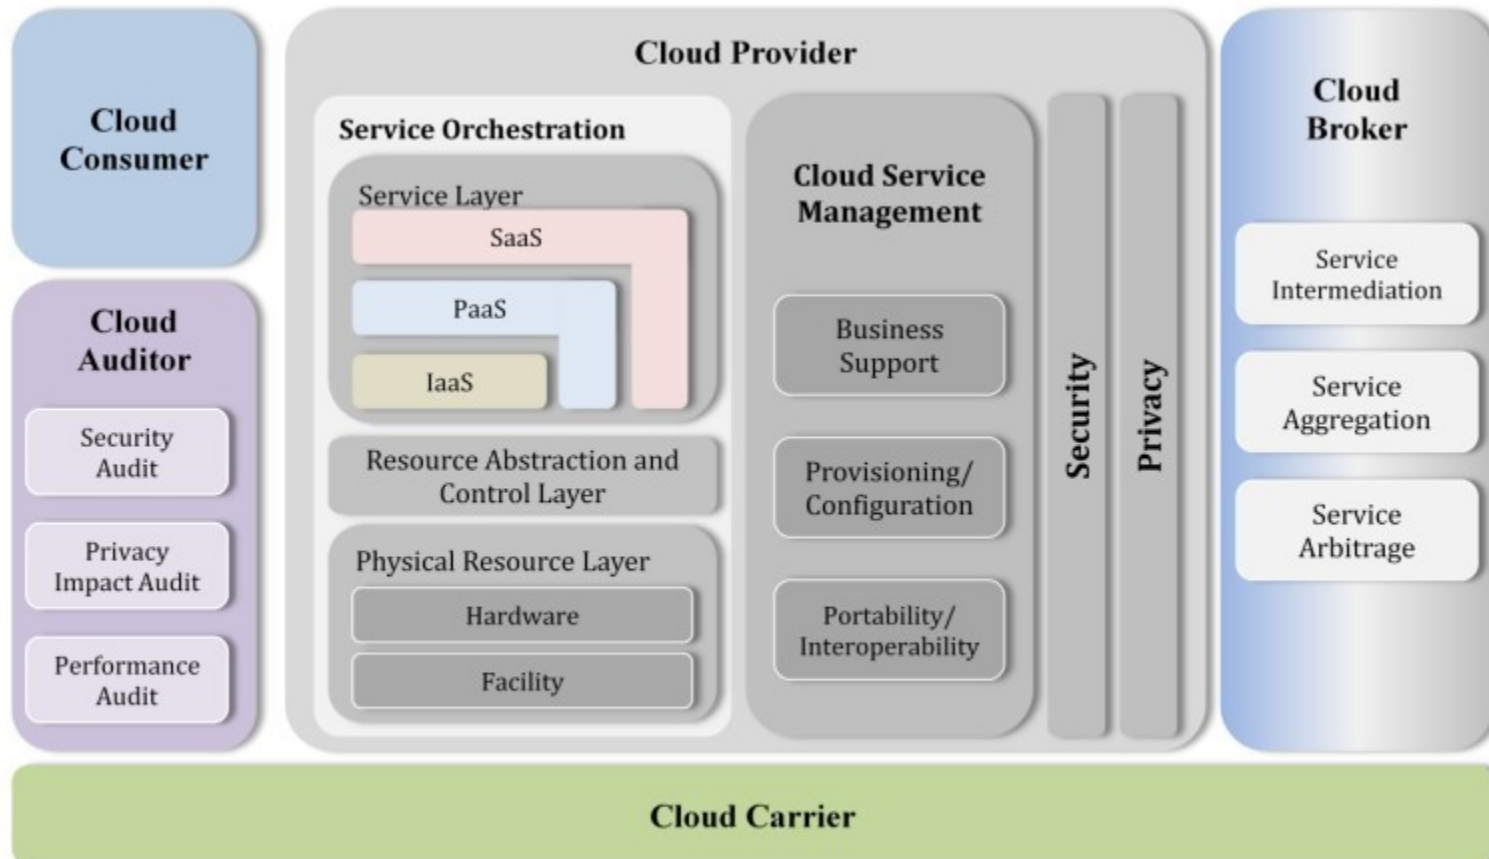 Cloud
Consumer
Cloud
Auditor
Security
Audit
Privacy
Impact Audit
Performance
Audit
Cloud Provider
Service Orchestration
Service Layer
SaaS
PaaS
IaaS
Resource Abstraction and
Control Layer
Physical Resource Layer
Hardware
Facility
Cloud Service
Management
Business
Support
Provisioning/
Configuration
Portability/
Interoperability
Security
Privacy
Cloud
Broker
Service
Intermediation
Service
Aggregation
Service
Arbitrage
Cloud Carrier